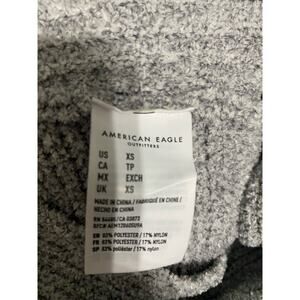 AMERICAN EAGLE
OUTFITTERS
US XS
CA TP
MX EXCH
UK XS
MADE IN CHINA / FABRIQUÉ EN CHINE /
HECHO EN CHINA
EN 83% POLYESTER / 17% NYLON
FR 83% POLYESTER / 17% NYLON
SP 83% poliéster / 17% nylon